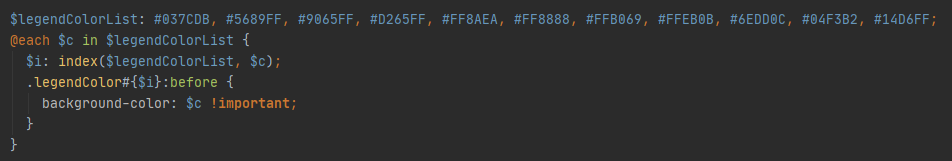 $legendColorList: #037CDB, #5689FF, #9065FF, #D265FF, #FF8AEA, #FF8888, #FFB069, #FFEB0B, #6EDD0C, #04F3B2, #14D6FF;
@each $c in $legendColorList {
  $i: index($legendColorList, $c);
  .legendColor#{$i}:before {
    background-color: $c !important;
  }
}